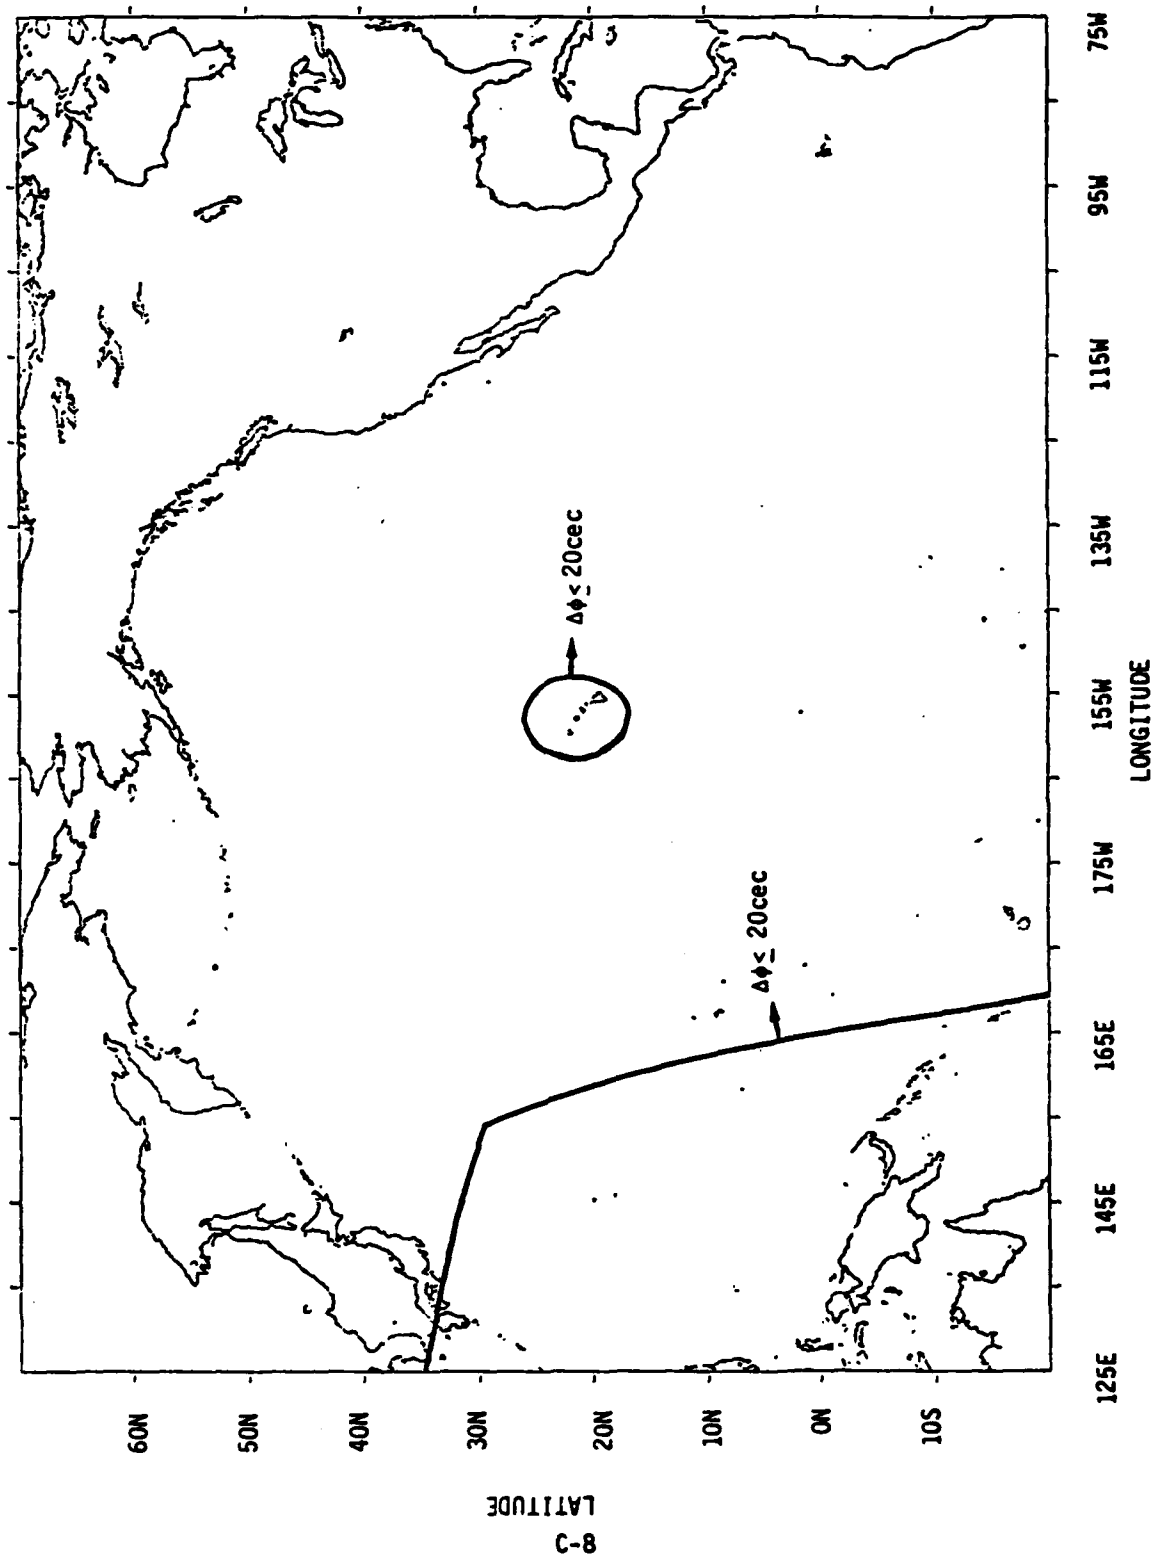 60N
50N
40N
30N
20N
10N
0N
10S
LATITUDE
125E
145E
165E
175W
155W
135W
115W
95W
75W
LONGITUDE
Δϕ≤ 20cec
Δϕ≤ 20cec
C-8